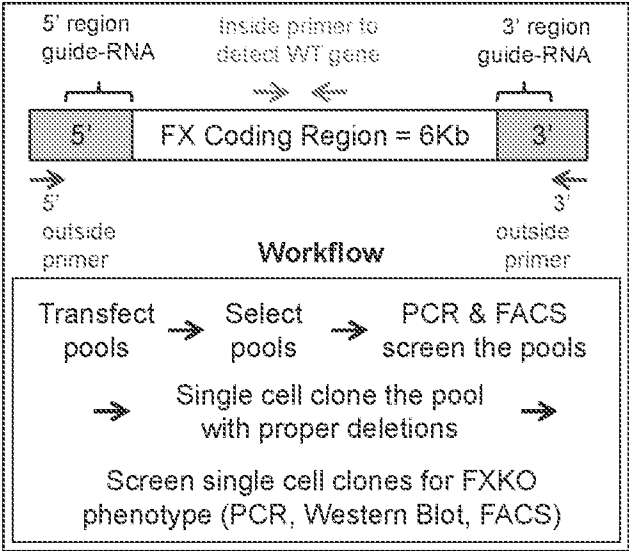 5' region
guide-RNA
Inside primer to
detect WT gene
3' region
guide-RNA
5'
FX Coding Region = 6Kb
3'
5'
outside
primer
3'
outside
primer
Workflow
Transfect
pools
Select
pools
PCR & FACS
screen the pools
Single cell clone the pool
with proper deletions
Screen single cell clones for FXKO
phenotype (PCR, Western Blot, FACS)